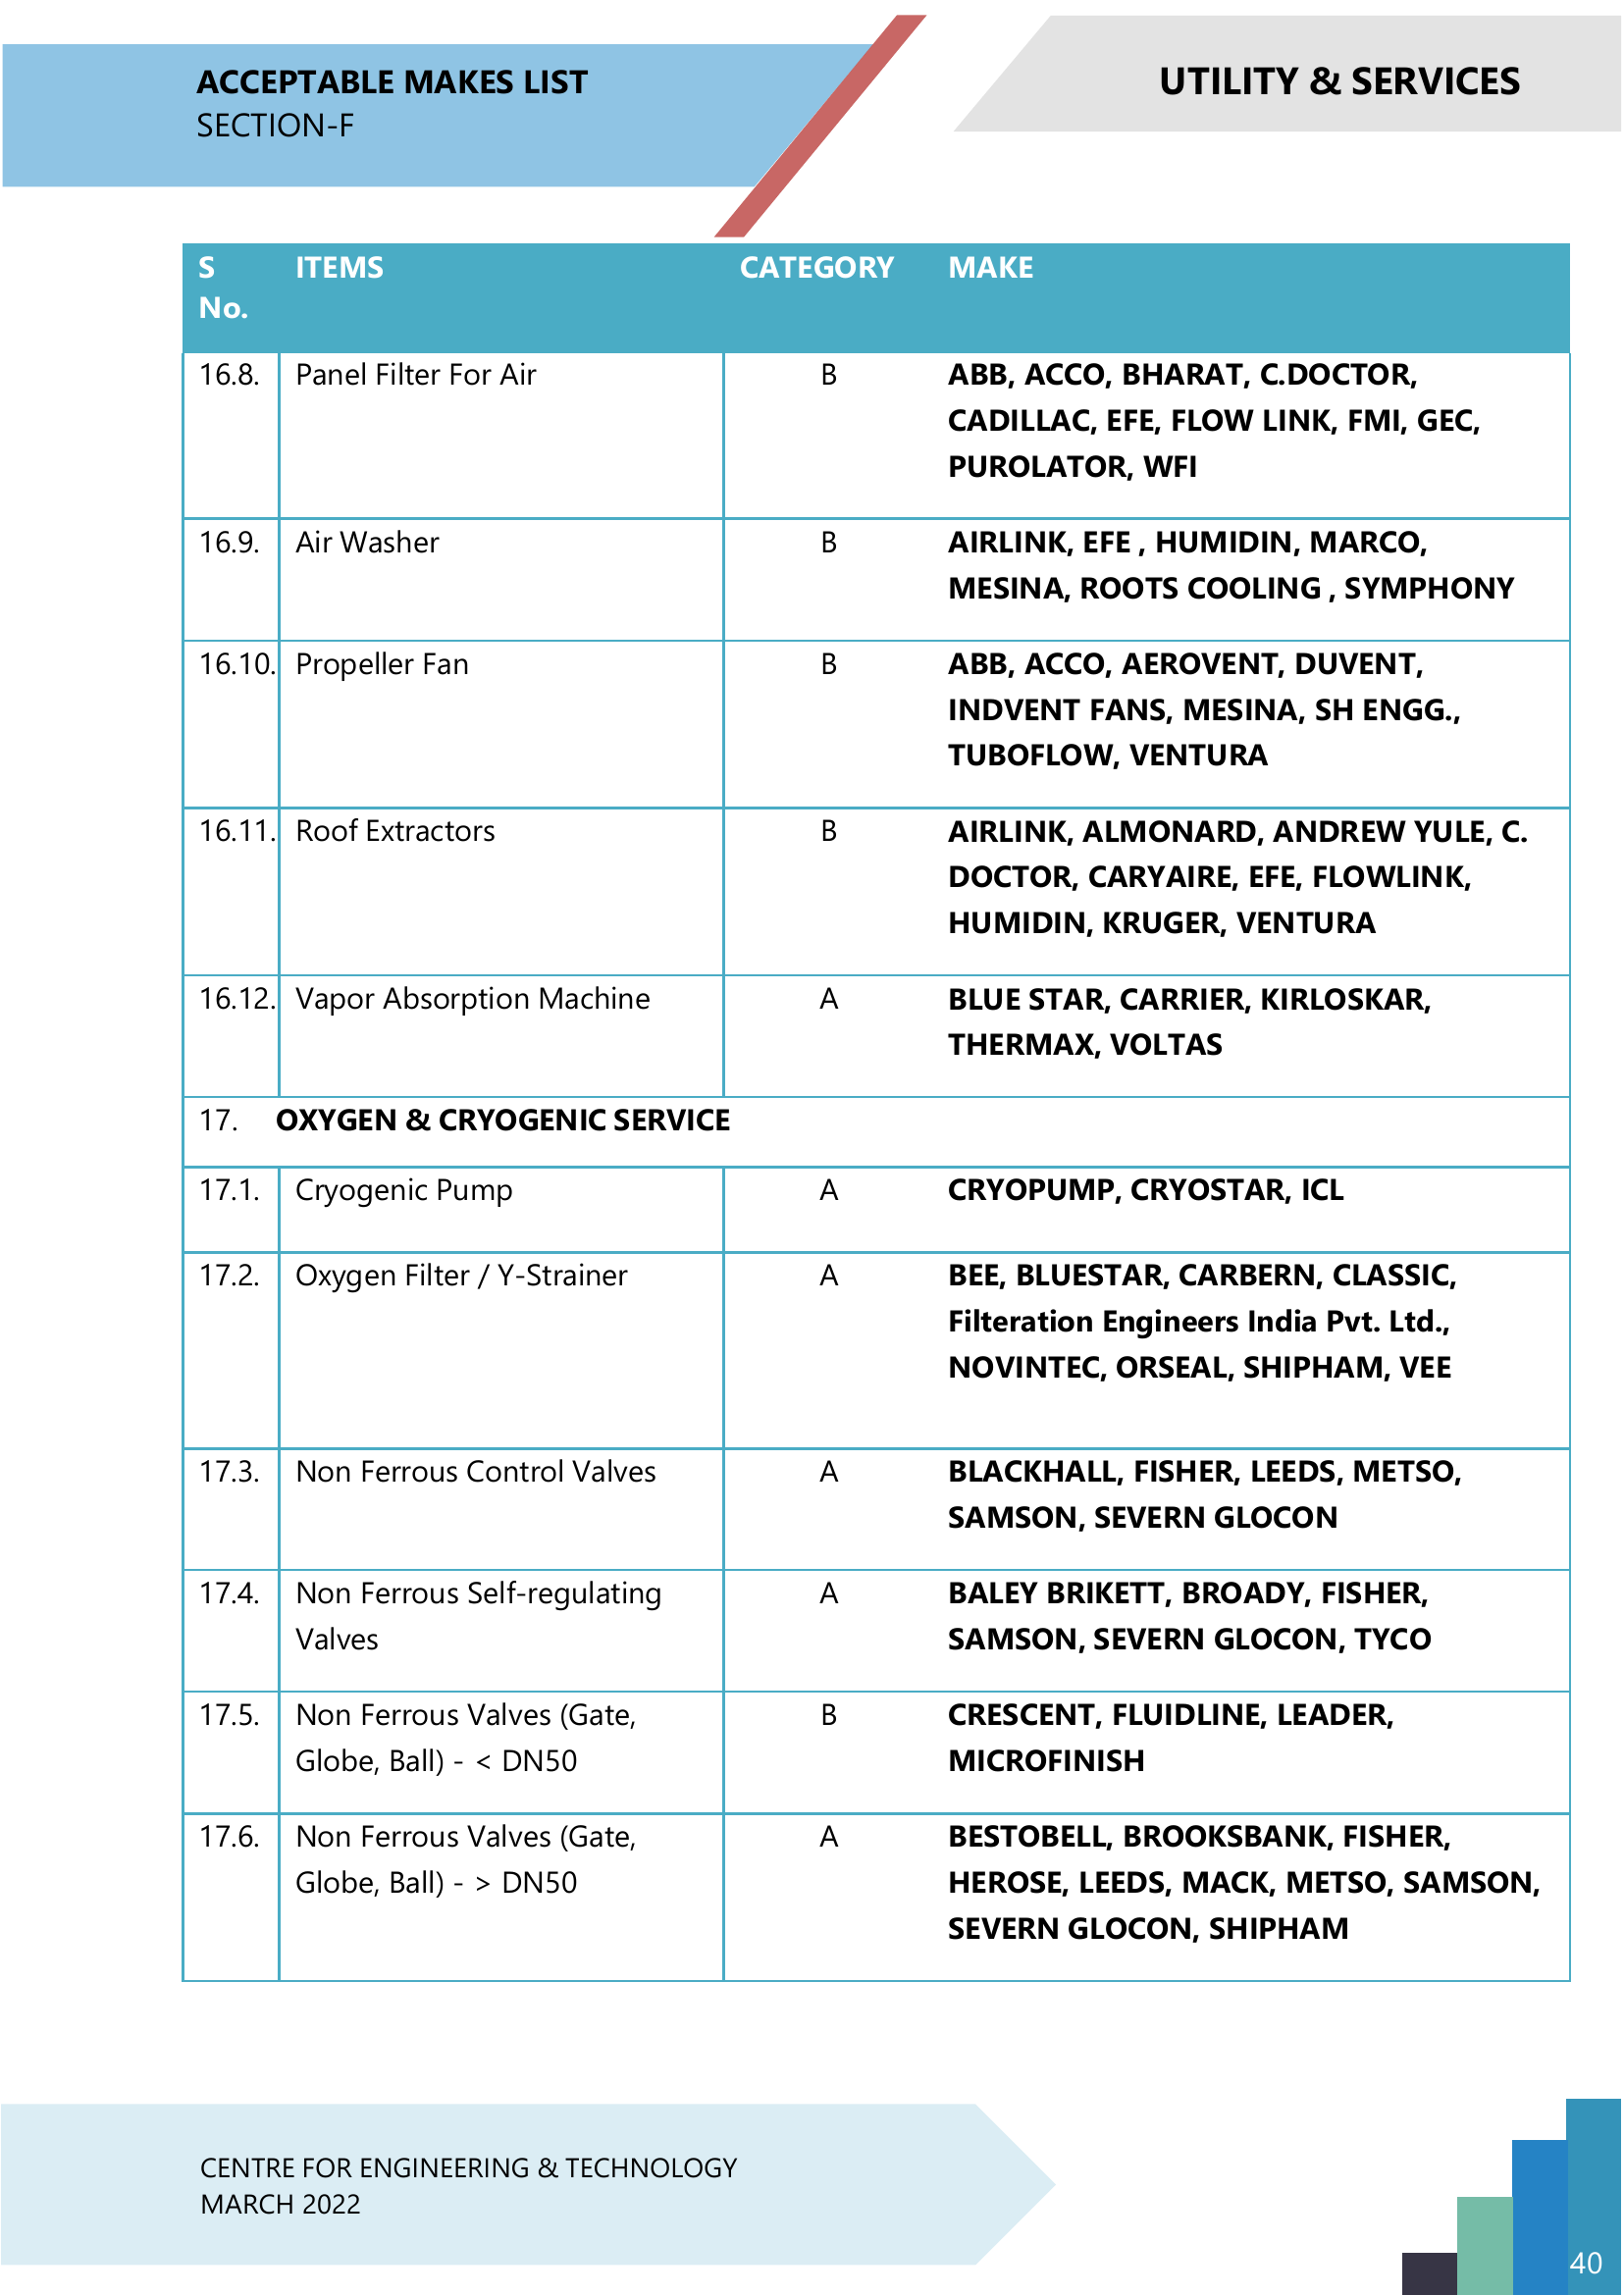 ACCEPTABLE MAKES LIST
SECTION-F
UTILITY & SERVICES
S No. ITEMS CATEGORY MAKE
16.8. Panel Filter For Air B ABB, ACCO, BHARAT, C.DOCTOR,
CADILLAC, EFE, FLOW LINK, FMI, GEC,
PUROLATOR, WFI
16.9. Air Washer B AIRLINK, EFE , HUMIDIN, MARCO,
MESINA, ROOTS COOLING , SYMPHONY
16.10. Propeller Fan B ABB, ACCO, AEROVENT, DUVENT,
INDVENT FANS, MESINA, SH ENGG.,
TUBOFLOW, VENTURA
16.11. Roof Extractors B AIRLINK, ALMONARD, ANDREW YULE, C.
DOCTOR, CARYAIRE, EFE, FLOWLINK,
HUMIDIN, KRUGER, VENTURA
16.12. Vapor Absorption Machine A BLUE STAR, CARRIER, KIRLOSKAR,
THERMAX, VOLTAS
17. OXYGEN & CRYOGENIC SERVICE
17.1. Cryogenic Pump A CRYOPUMP, CRYOSTAR, ICL
17.2. Oxygen Filter / Y-Strainer A BEE, BLUESTAR, CARBERN, CLASSIC,
Filteration Engineers India Pvt. Ltd.,
NOVINTEC, ORSEAL, SHIPHAM, VEE
17.3. Non Ferrous Control Valves A BLACKHALL, FISHER, LEEDS, METSO,
SAMSON, SEVERN GLOCON
17.4. Non Ferrous Self-regulating A BALEY BRIKETT, BROADY, FISHER,
Valves SAMSON, SEVERN GLOCON, TYCO
17.5. Non Ferrous Valves (Gate, B CRESCENT, FLUIDLINE, LEADER,
Globe, Ball) - < DN50 MICROFINISH
17.6. Non Ferrous Valves (Gate, A BESTOBELL, BROOKSBANK, FISHER,
Globe, Ball) - > DN50 HEROSE, LEEDS, MACK, METSO, SAMSON,
SEVERN GLOCON, SHIPHAM
CENTRE FOR ENGINEERING & TECHNOLOGY
MARCH 2022
40